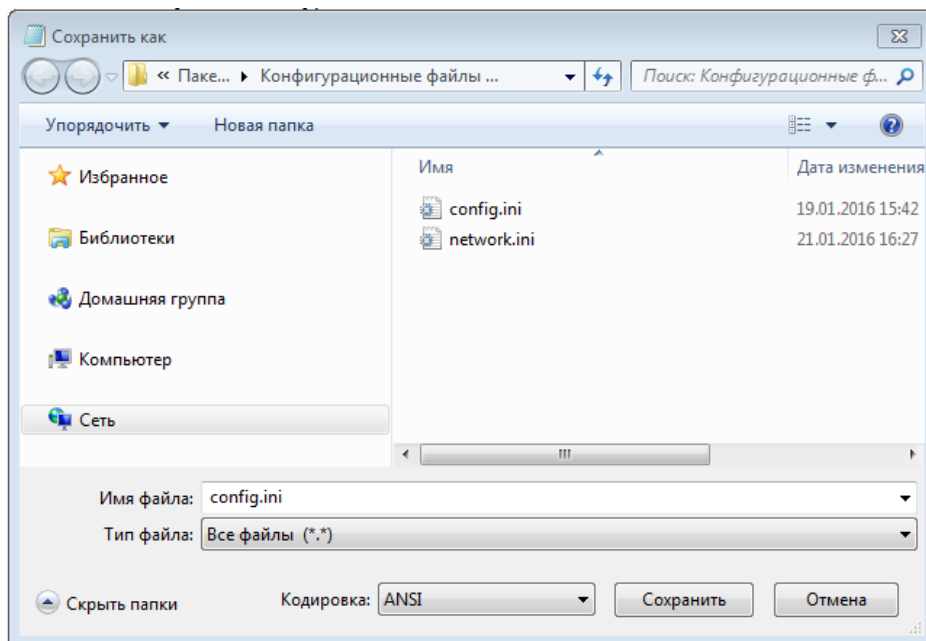 Сохранить как
« Паке... Конфигурационные файлы ... Поиск: Конфигурационные ф...
Упорядочить Новая папка
Избранное
Библиотеки
Домашняя группа
Компьютер
Сеть
Имя Дата изменения
config.ini 19.01.2016 15:42
network.ini 21.01.2016 16:27
Имя файла: config.ini
Тип файла: Все файлы (*.*)
Скрыть папки Кодировка: ANSI Сохранить Отмена